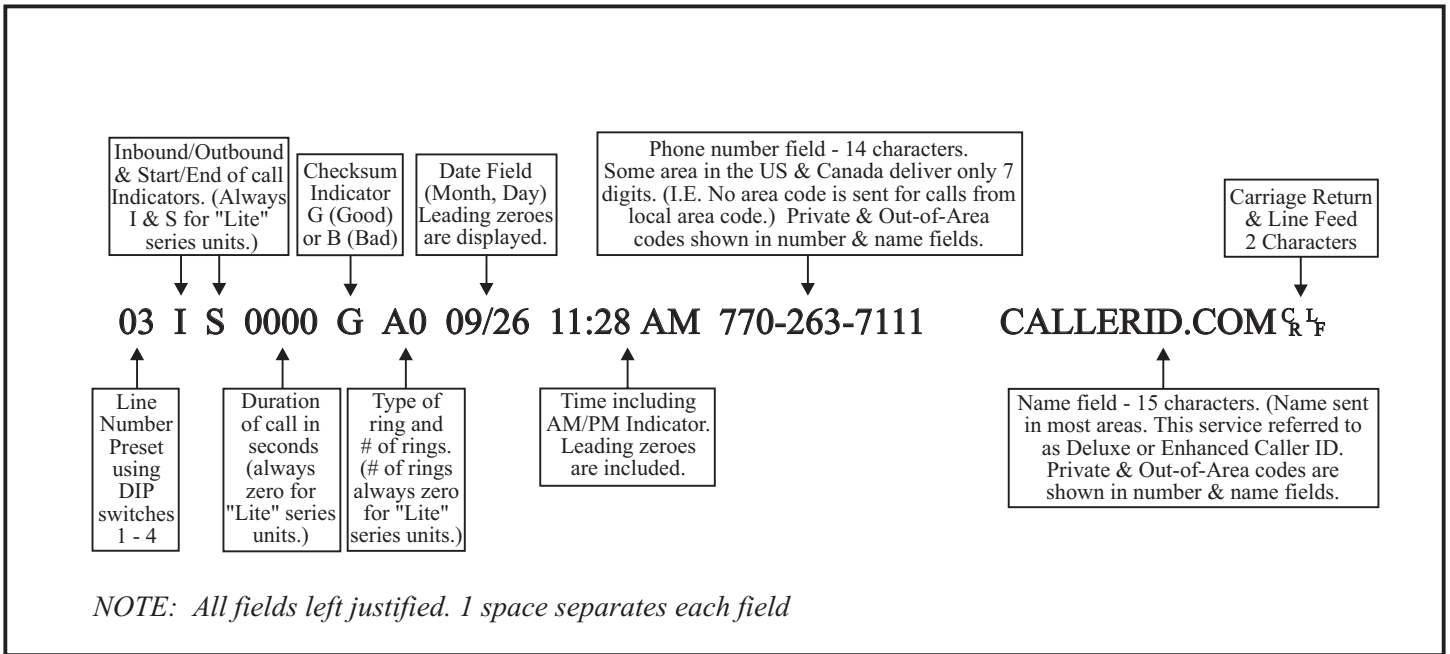 Inbound/Outbound
& Start/End of call
Indicators. (Always
I & S for "Lite"
series units.)
Checksum
Indicator
G (Good)
or B (Bad)
Date Field
(Month, Day)
Leading zeroes
are displayed.
Phone number field - 14 characters.
Some area in the US & Canada deliver only 7
digits. (I.E. No area code is sent for calls from
local area code.) Private & Out-of-Area
codes shown in number & name fields.
Carriage Return
& Line Feed
2 Characters
03 I S 0000 G A0 09/26 11:28 AM 770-263-7111 CALLERID.COM CR LF
Line
Number
Preset
using
DIP
switches
1 - 4
Duration
of call in
seconds
(always
zero for
"Lite" series
units.)
Type of
ring and
# of rings.
(# of rings
always zero
for "Lite"
series units.)
Time including
AM/PM Indicator.
Leading zeroes
are included.
Name field - 15 characters. (Name sent
in most areas. This service referred to
as Deluxe or Enhanced Caller ID.
Private & Out-of-Area codes are
shown in number & name fields.
NOTE: All fields left justified. 1 space separates each field